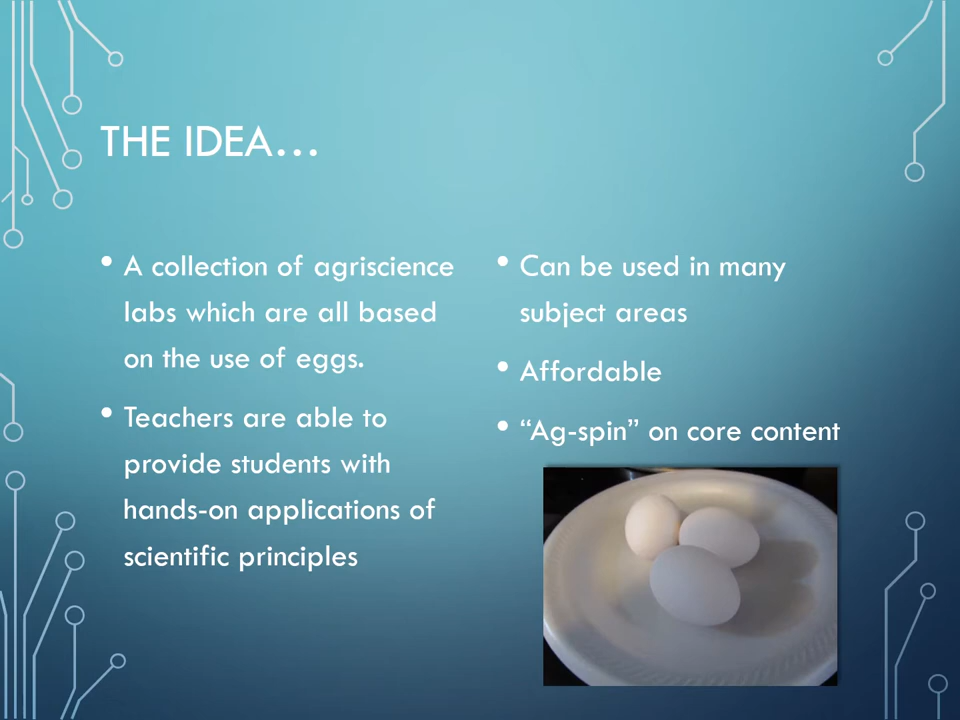 THE IDEA…
• A collection of agriscience
labs which are all based
on the use of eggs.
• Teachers are able to
provide students with
hands-on applications of
scientific principles
• Can be used in many
subject areas
• Affordable
• “Ag-spin” on core content